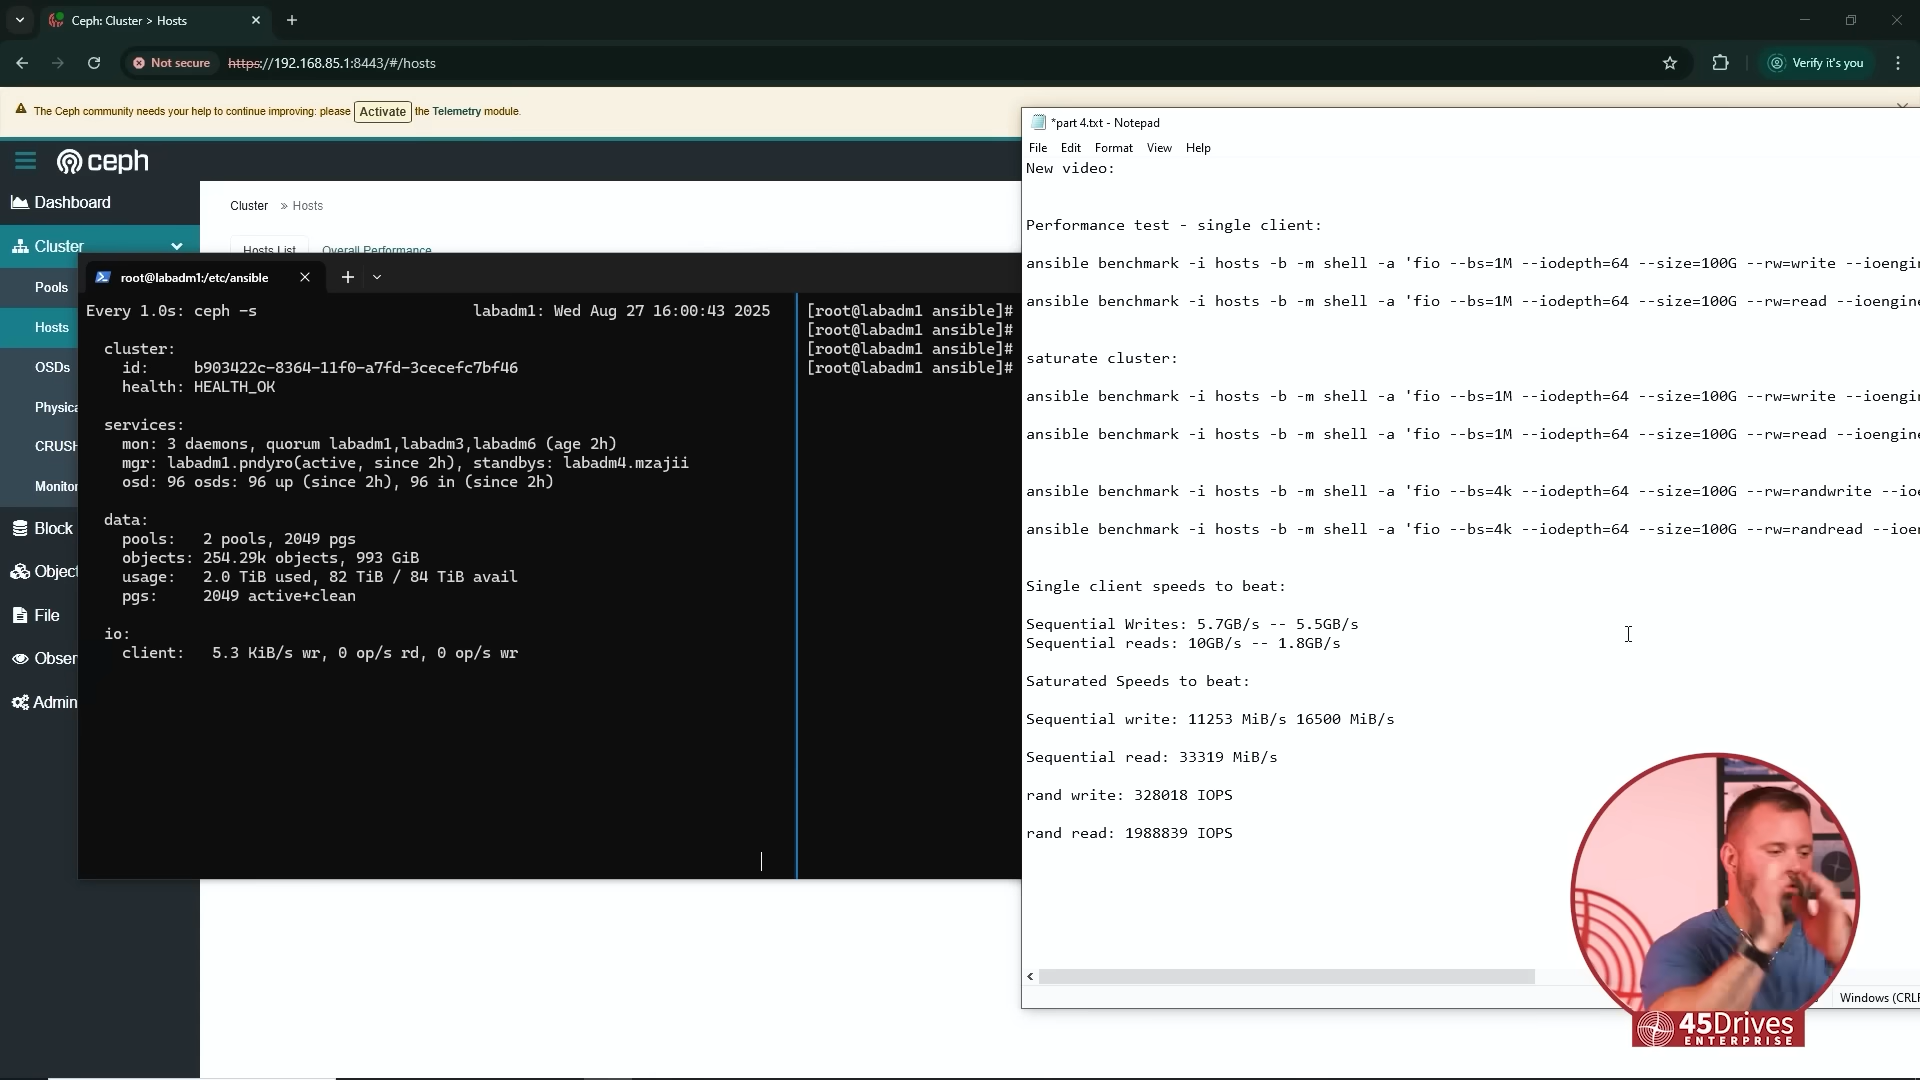 Ceph: Cluster > Hosts
Not secure
https://192.168.85.1:8443/#/hosts
Verify it's you
The Ceph community needs your help to continue improving: please Activate the Telemetry module.
ceph
Dashboard
Cluster
Pools
Hosts
OSDs
Physica
CRUSH
Monitor
Block
Object
File
Obser
Admin
Cluster » Hosts
Hosts List Overall Performance
root@labadm1:/etc/ansible
Every 1.0s: ceph -s labadm1: Wed Aug 27 16:00:43 2025
cluster:
id: b903422c-8364-11f0-a7fd-3cecefc7bf46
health: HEALTH_OK
services:
mon: 3 daemons, quorum labadm1,labadm3,labadm6 (age 2h)
mgr: labadm1.pndyro(active, since 2h), standbys: labadm4.mzajii
osd: 96 osds: 96 up (since 2h), 96 in (since 2h)
data:
pools: 2 pools, 2049 pgs
objects: 254.29k objects, 993 GiB
usage: 2.0 TiB used, 82 TiB / 84 TiB avail
pgs: 2049 active+clean
io:
client: 5.3 KiB/s wr, 0 op/s rd, 0 op/s wr
[root@labadm1 ansible]#
[root@labadm1 ansible]#
[root@labadm1 ansible]#
[root@labadm1 ansible]#
*part 4.txt - Notepad
File Edit Format View Help
New video:
Performance test - single client:
ansible benchmark -i hosts -b -m shell -a 'fio --bs=1M --iodepth=64 --size=100G --rw=write --ioengin
ansible benchmark -i hosts -b -m shell -a 'fio --bs=1M --iodepth=64 --size=100G --rw=read --ioengine
saturate cluster:
ansible benchmark -i hosts -b -m shell -a 'fio --bs=1M --iodepth=64 --size=100G --rw=write --ioengin
ansible benchmark -i hosts -b -m shell -a 'fio --bs=1M --iodepth=64 --size=100G --rw=read --ioengine
ansible benchmark -i hosts -b -m shell -a 'fio --bs=4k --iodepth=64 --size=100G --rw=randwrite --ioe
ansible benchmark -i hosts -b -m shell -a 'fio --bs=4k --iodepth=64 --size=100G --rw=randread --ioen
Single client speeds to beat:
Sequential Writes: 5.7GB/s -- 5.5GB/s
Sequential reads: 10GB/s -- 1.8GB/s
Saturated Speeds to beat:
Sequential write: 11253 MiB/s 16500 MiB/s
Sequential read: 33319 MiB/s
rand write: 328018 IOPS
rand read: 1988839 IOPS
Windows (CRLF
45Drives
ENTERPRISE